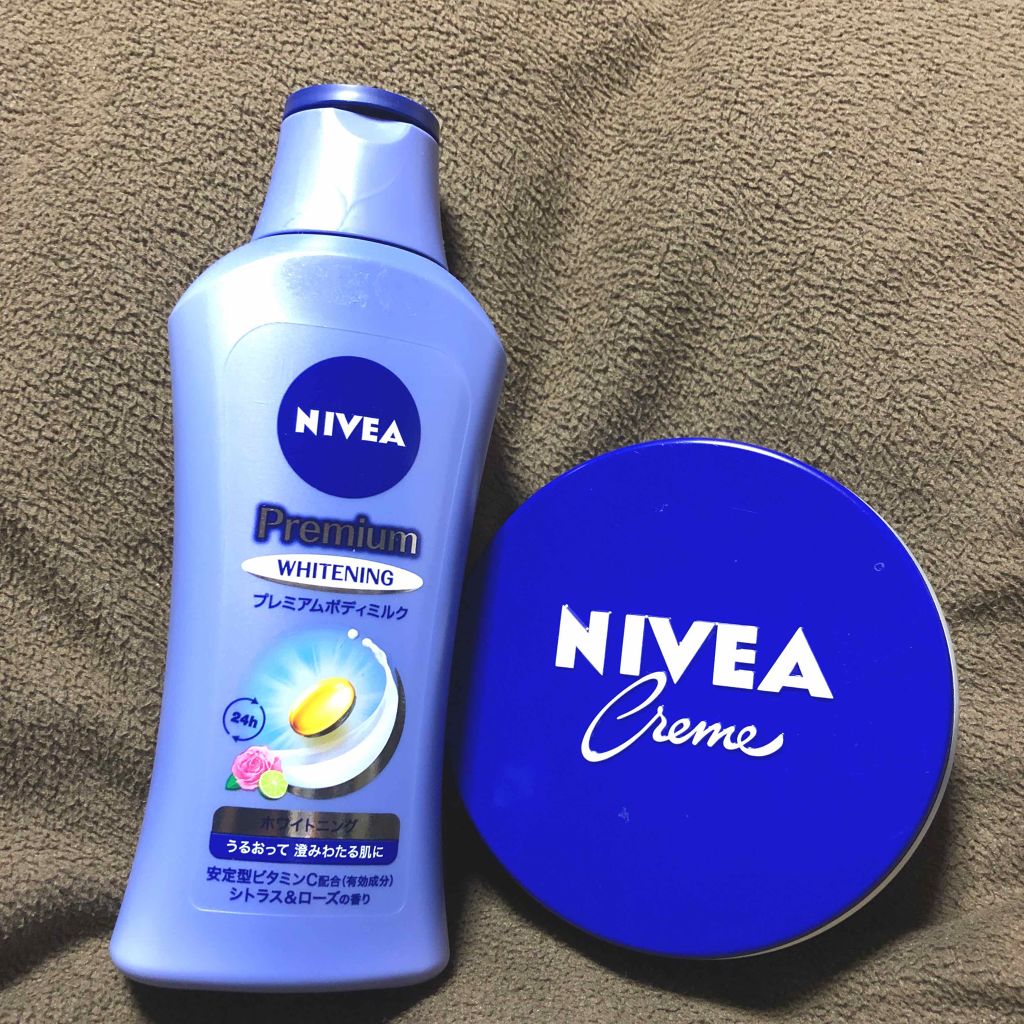 NIVEA
Premium
WHITENING
プレミアムボディミルク
24h
ホワイトニング
うるおって 澄みわたる肌に
安定型ビタミンC配合(有効成分)
シトラス&ローズの香り
NIVEA
Creme